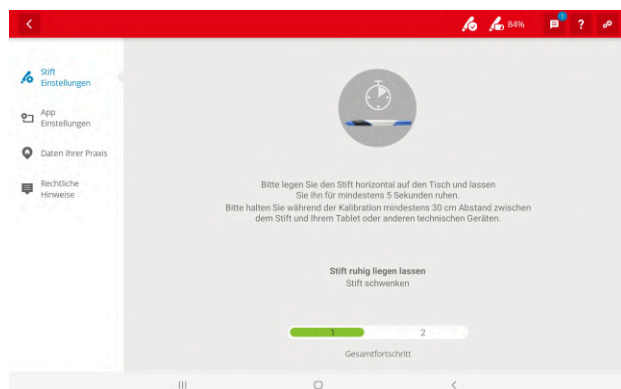 84%
1
?
Stift
Einstellungen
App
Einstellungen
Daten Ihrer Praxis
Rechtliche
Hinweise
Bitte legen Sie den Stift horizontal auf den Tisch und lassen
Sie ihn für mindestens 5 Sekunden ruhen.
Bitte halten Sie während der Kalibration mindestens 30 cm Abstand zwischen
dem Stift und Ihrem Tablet oder anderen technischen Geräten.
Stift ruhig liegen lassen
Stift schwenken
1 2
Gesamtfortschritt